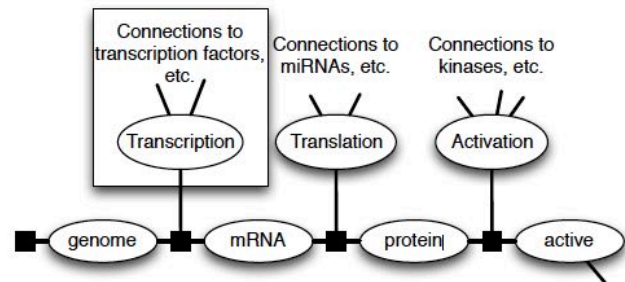 Connections to
transcription factors,
etc.
Connections to
miRNAs, etc.
Connections to
kinases, etc.
Transcription
Translation
Activation
genome
mRNA
protein
active